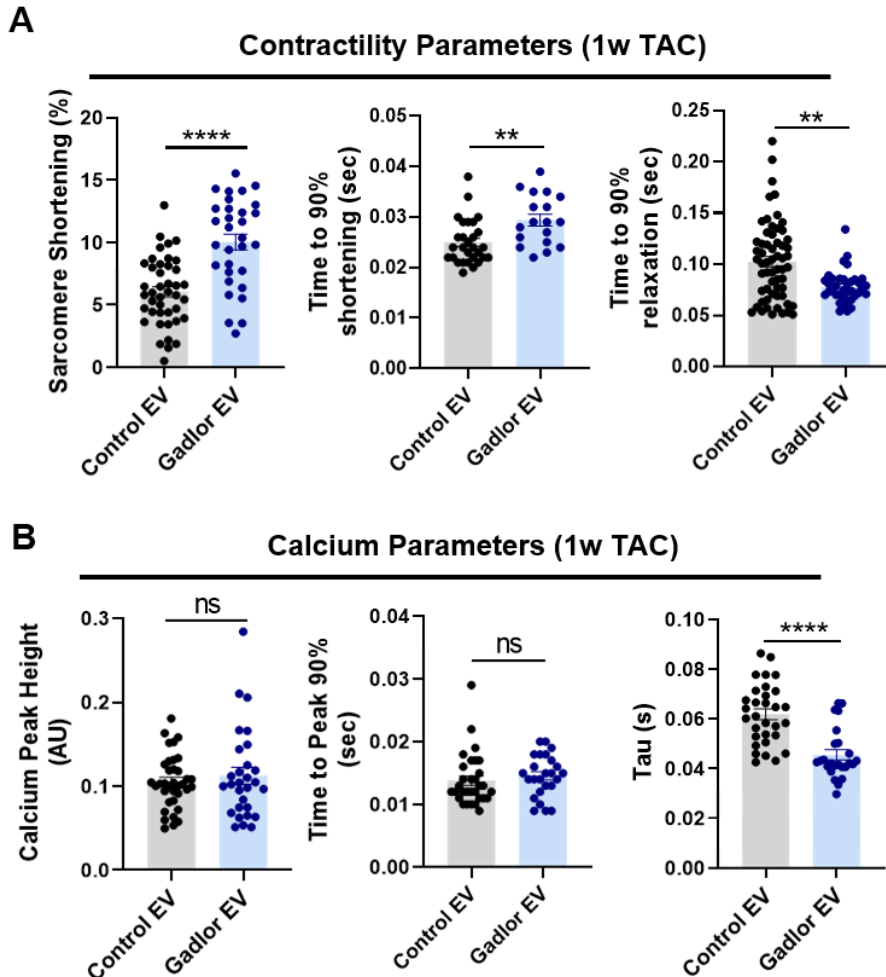 A
Contractility Parameters (1w TAC)
Sarcomere Shortening (%)
20
15
10
5
0
****
Control EV
Gadlor EV
Time to 90%
shortening (sec)
0.05
0.04
0.03
0.02
0.01
0.00
**
Control EV
Gadlor EV
Time to 90%
relaxation (sec)
0.25
0.20
0.15
0.10
0.05
0.00
**
Control EV
Gadlor EV
B
Calcium Parameters (1w TAC)
Calcium Peak Height
(AU)
0.3
0.2
0.1
0.0
ns
Control EV
Gadlor EV
Time to Peak 90%
(sec)
0.04
0.03
0.02
0.01
0.00
ns
Control EV
Gadlor EV
Tau (s)
0.10
0.08
0.06
0.04
0.02
0.00
****
Control EV
Gadlor EV